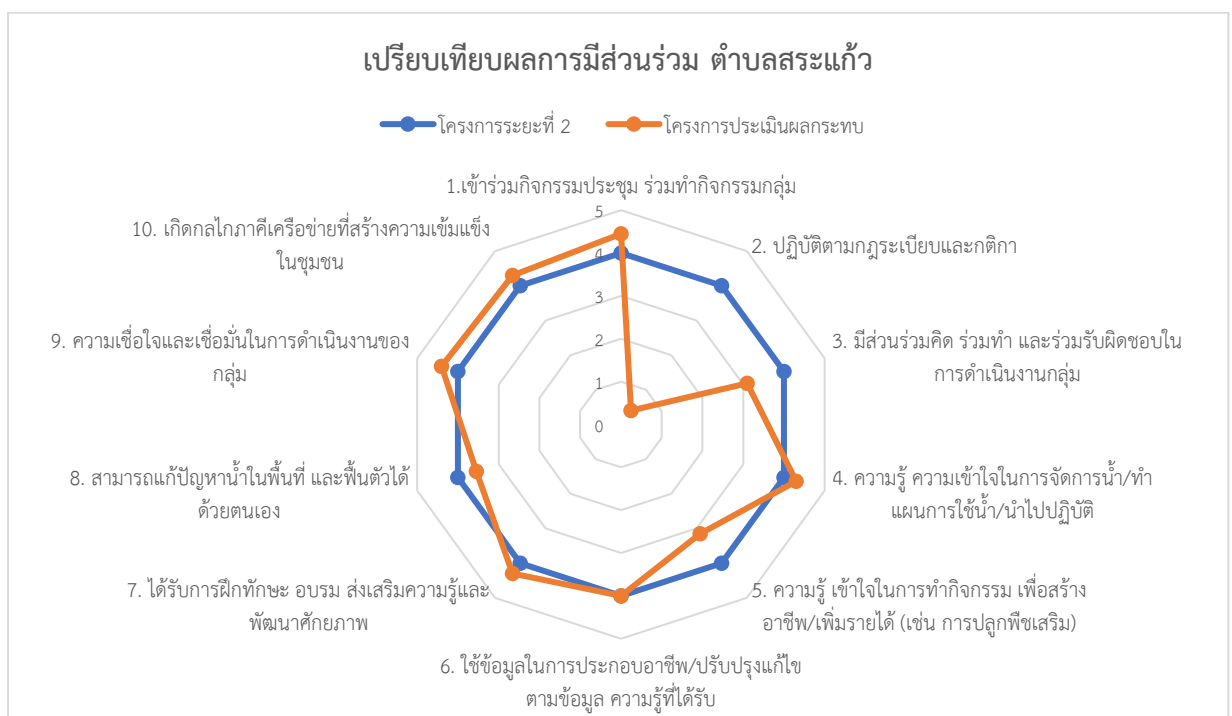 เปรียบเทียบผลการมีส่วนร่วม ตำบลสระแก้ว
โครงการระยะที่ 2
โครงการประเมินผลกระทบ
1.เข้าร่วมกิจกรรมประชุม ร่วมทำกิจกรรมกลุ่ม
2. ปฏิบัติตามกฎระเบียบและกติกา
3. มีส่วนร่วมคิด ร่วมทำ และร่วมรับผิดชอบใน
การดำเนินงานกลุ่ม
4. ความรู้ ความเข้าใจในการจัดการน้ำ/ทำ
แผนการใช้น้ำ/นำไปปฏิบัติ
5. ความรู้ เข้าใจในการทำกิจกรรม เพื่อสร้าง
อาชีพ/เพิ่มรายได้ (เช่น การปลูกพืชเสริม)
6. ใช้ข้อมูลในการประกอบอาชีพ/ปรับปรุงแก้ไข
ตามข้อมูล ความรู้ที่ได้รับ
7. ได้รับการฝึกทักษะ อบรม ส่งเสริมความรู้และ
พัฒนาศักยภาพ
8. สามารถแก้ปัญหาน้ำในพื้นที่ และฟื้นตัวได้
ด้วยตนเอง
9. ความเชื่อใจและเชื่อมั่นในการดำเนินงานของ
กลุ่ม
10. เกิดกลไกภาคีเครือข่ายที่สร้างความเข้มแข็ง
ในชุมชน
5
4
3
2
1
0